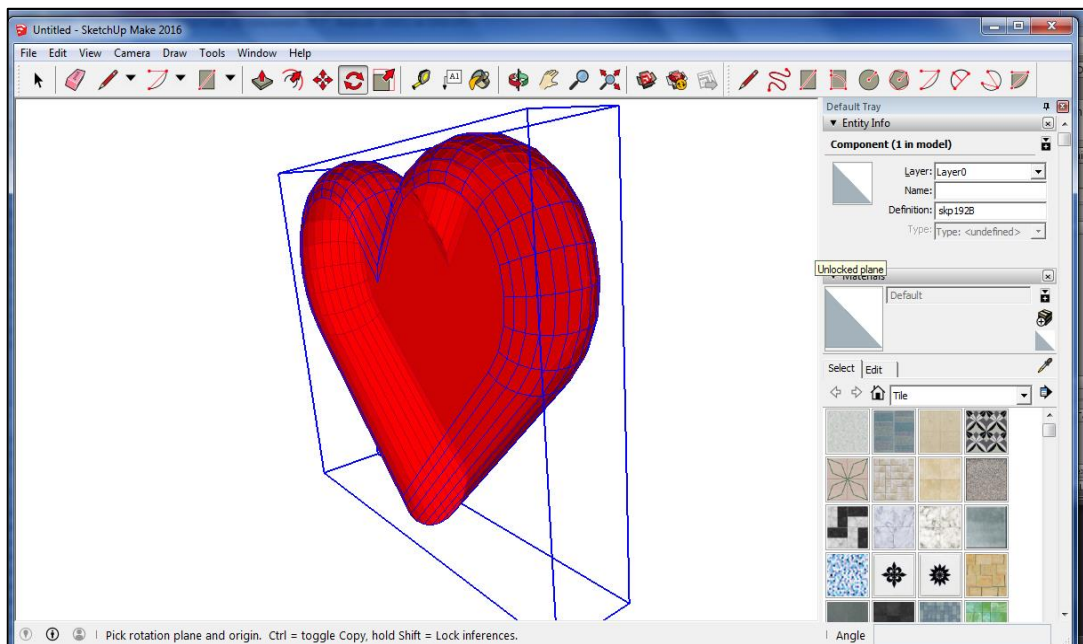 Untitled - SketchUp Make 2016
File Edit View Camera Draw Tools Window Help
A1
Default Tray
Entity Info
Component (1 in model)
Layer: Layer0
Name:
Definition: skp192B
Type: Type: <undefined>
Unlocked plane
Materials
Default
Select Edit
Tile
Pick rotation plane and origin. Ctrl = toggle Copy, hold Shift = Lock inferences.
Angle